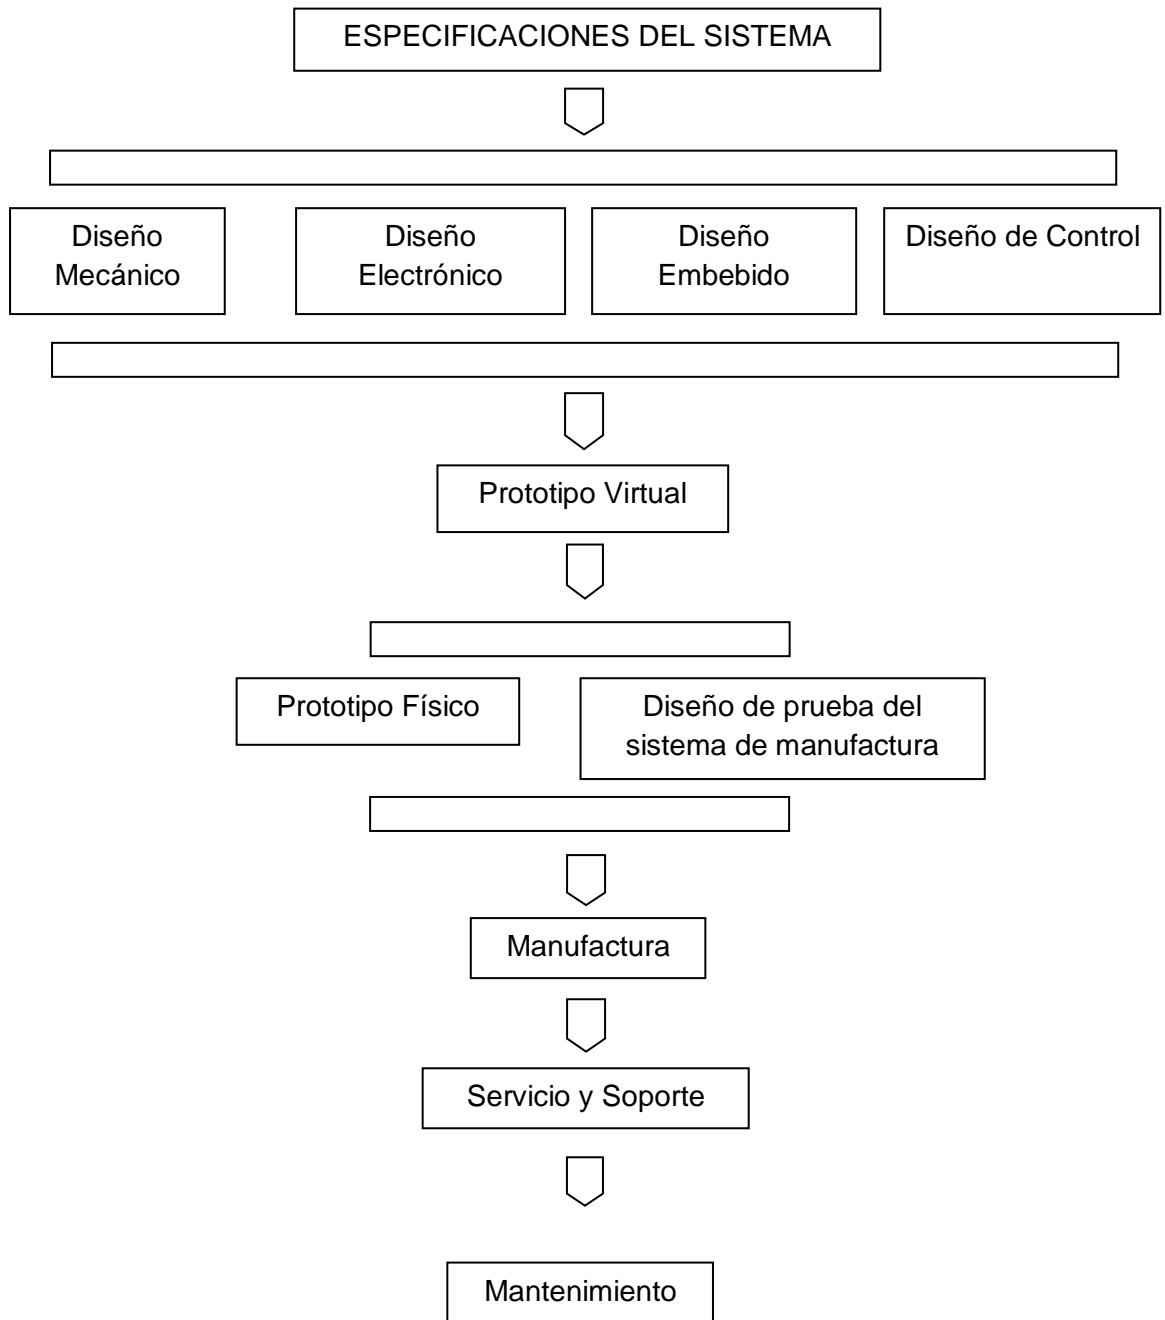 ESPECIFICACIONES DEL SISTEMA
Diseño
Mecánico
Diseño
Electrónico
Diseño
Embebido
Diseño de Control
Prototipo Virtual
Prototipo Físico
Diseño de prueba del
sistema de manufactura
Manufactura
Servicio y Soporte
Mantenimiento